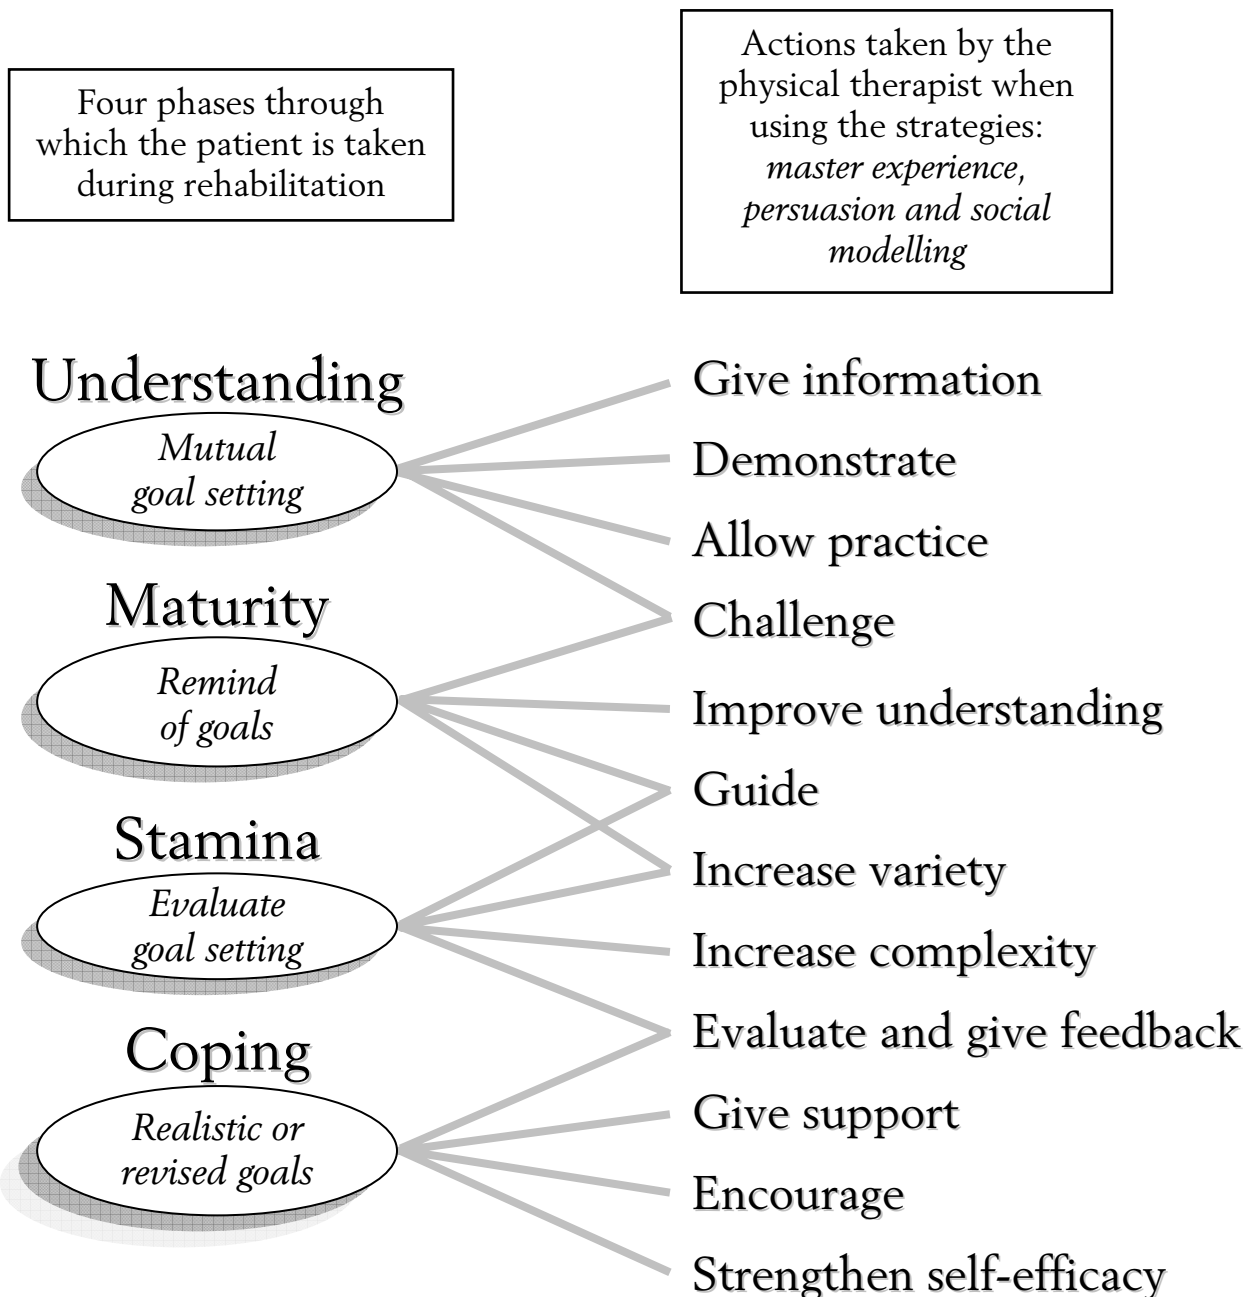 Four phases through
which the patient is taken
during rehabilitation
Actions taken by the
physical therapist when
using the strategies:
master experience,
persuasion and social
modelling
Understanding
Mutual
goal setting
Maturity
Remind
of goals
Stamina
Evaluate
goal setting
Coping
Realistic or
revised goals
Give information
Demonstrate
Allow practice
Challenge
Improve understanding
Guide
Increase variety
Increase complexity
Evaluate and give feedback
Give support
Encourage
Strengthen self-efficacy